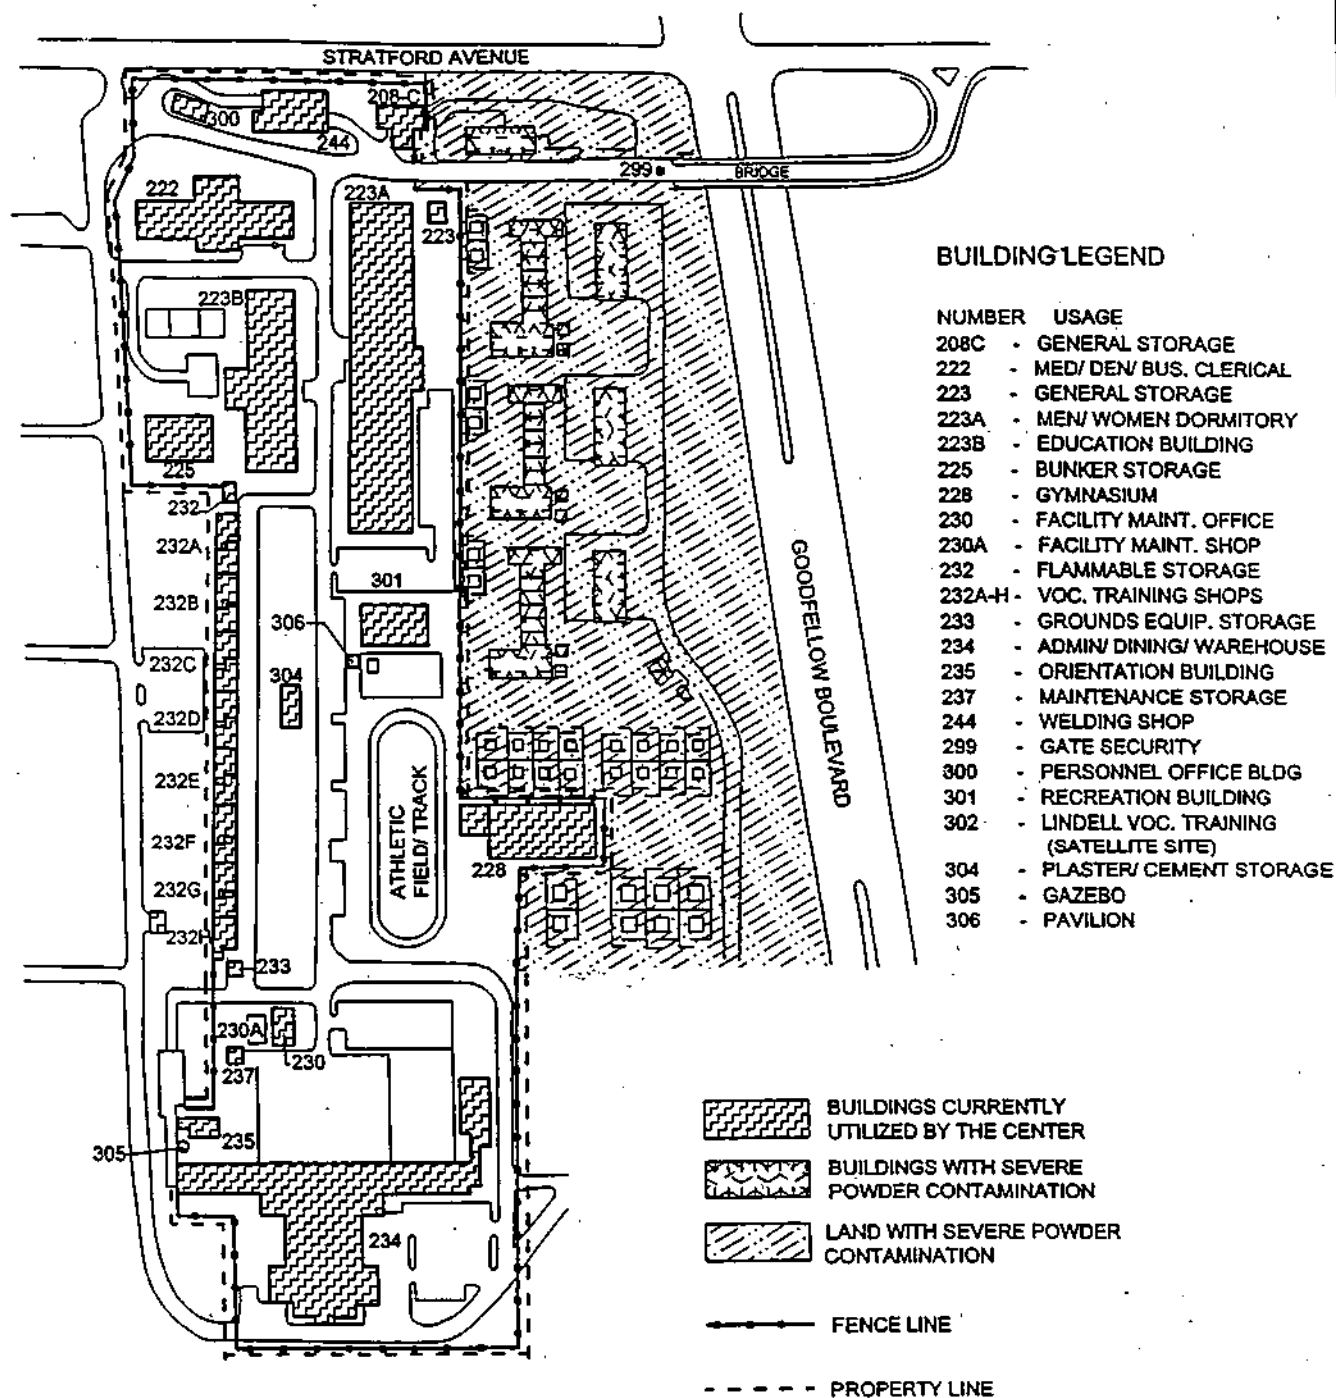 STRATFORD AVENUE
208-C
300
244
299
BRIDGE
222
223A
223
223B
225
232
232A
301
232B
306
232C
304
232D
232E
ATHLETIC
FIELD/ TRACK
232F
228
232G
232H
233
230A
230
237
235
305
234
GOODFELLOW BOULEVARD
BUILDING LEGEND
NUMBER USAGE
208C - GENERAL STORAGE
222 - MED/ DEN/ BUS. CLERICAL
223 - GENERAL STORAGE
223A - MEN/ WOMEN DORMITORY
223B - EDUCATION BUILDING
225 - BUNKER STORAGE
228 - GYMNASIUM
230 - FACILITY MAINT. OFFICE
230A - FACILITY MAINT. SHOP
232 - FLAMMABLE STORAGE
232A-H - VOC. TRAINING SHOPS
233 - GROUNDS EQUIP. STORAGE
234 - ADMIN/ DINING/ WAREHOUSE
235 - ORIENTATION BUILDING
237 - MAINTENANCE STORAGE
244 - WELDING SHOP
299 - GATE SECURITY
300 - PERSONNEL OFFICE BLDG
301 - RECREATION BUILDING
302 - LINDELL VOC. TRAINING
(SATELLITE SITE)
304 - PLASTER/ CEMENT STORAGE
305 - GAZEBO
306 - PAVILION
BUILDINGS CURRENTLY
UTILIZED BY THE CENTER
BUILDINGS WITH SEVERE
POWDER CONTAMINATION
LAND WITH SEVERE POWDER
CONTAMINATION
FENCE LINE
PROPERTY LINE